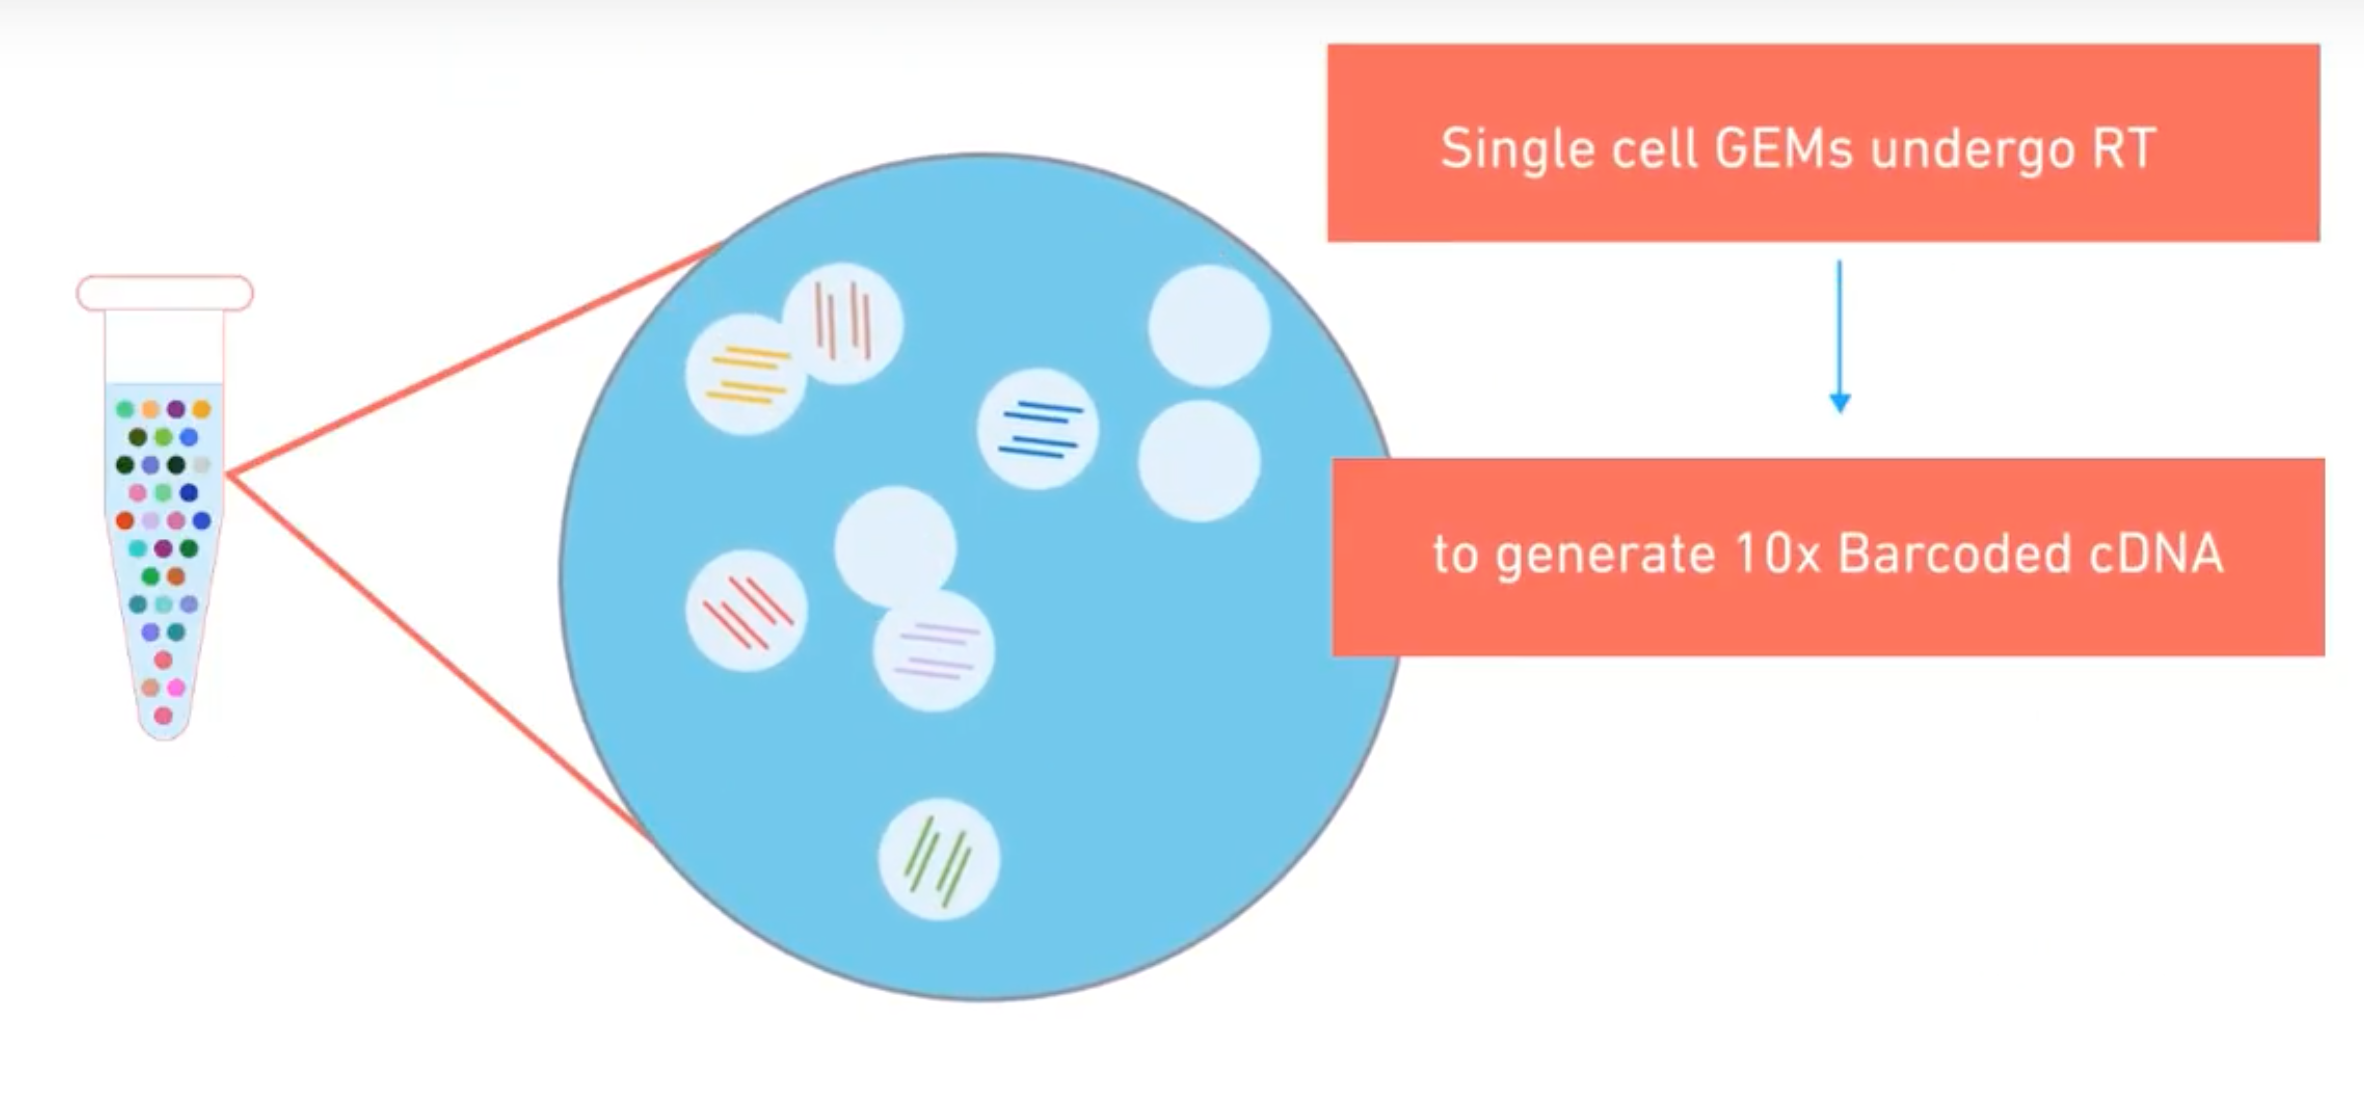 Single cell GEMs undergo RT
to generate 10x Barcoded cDNA